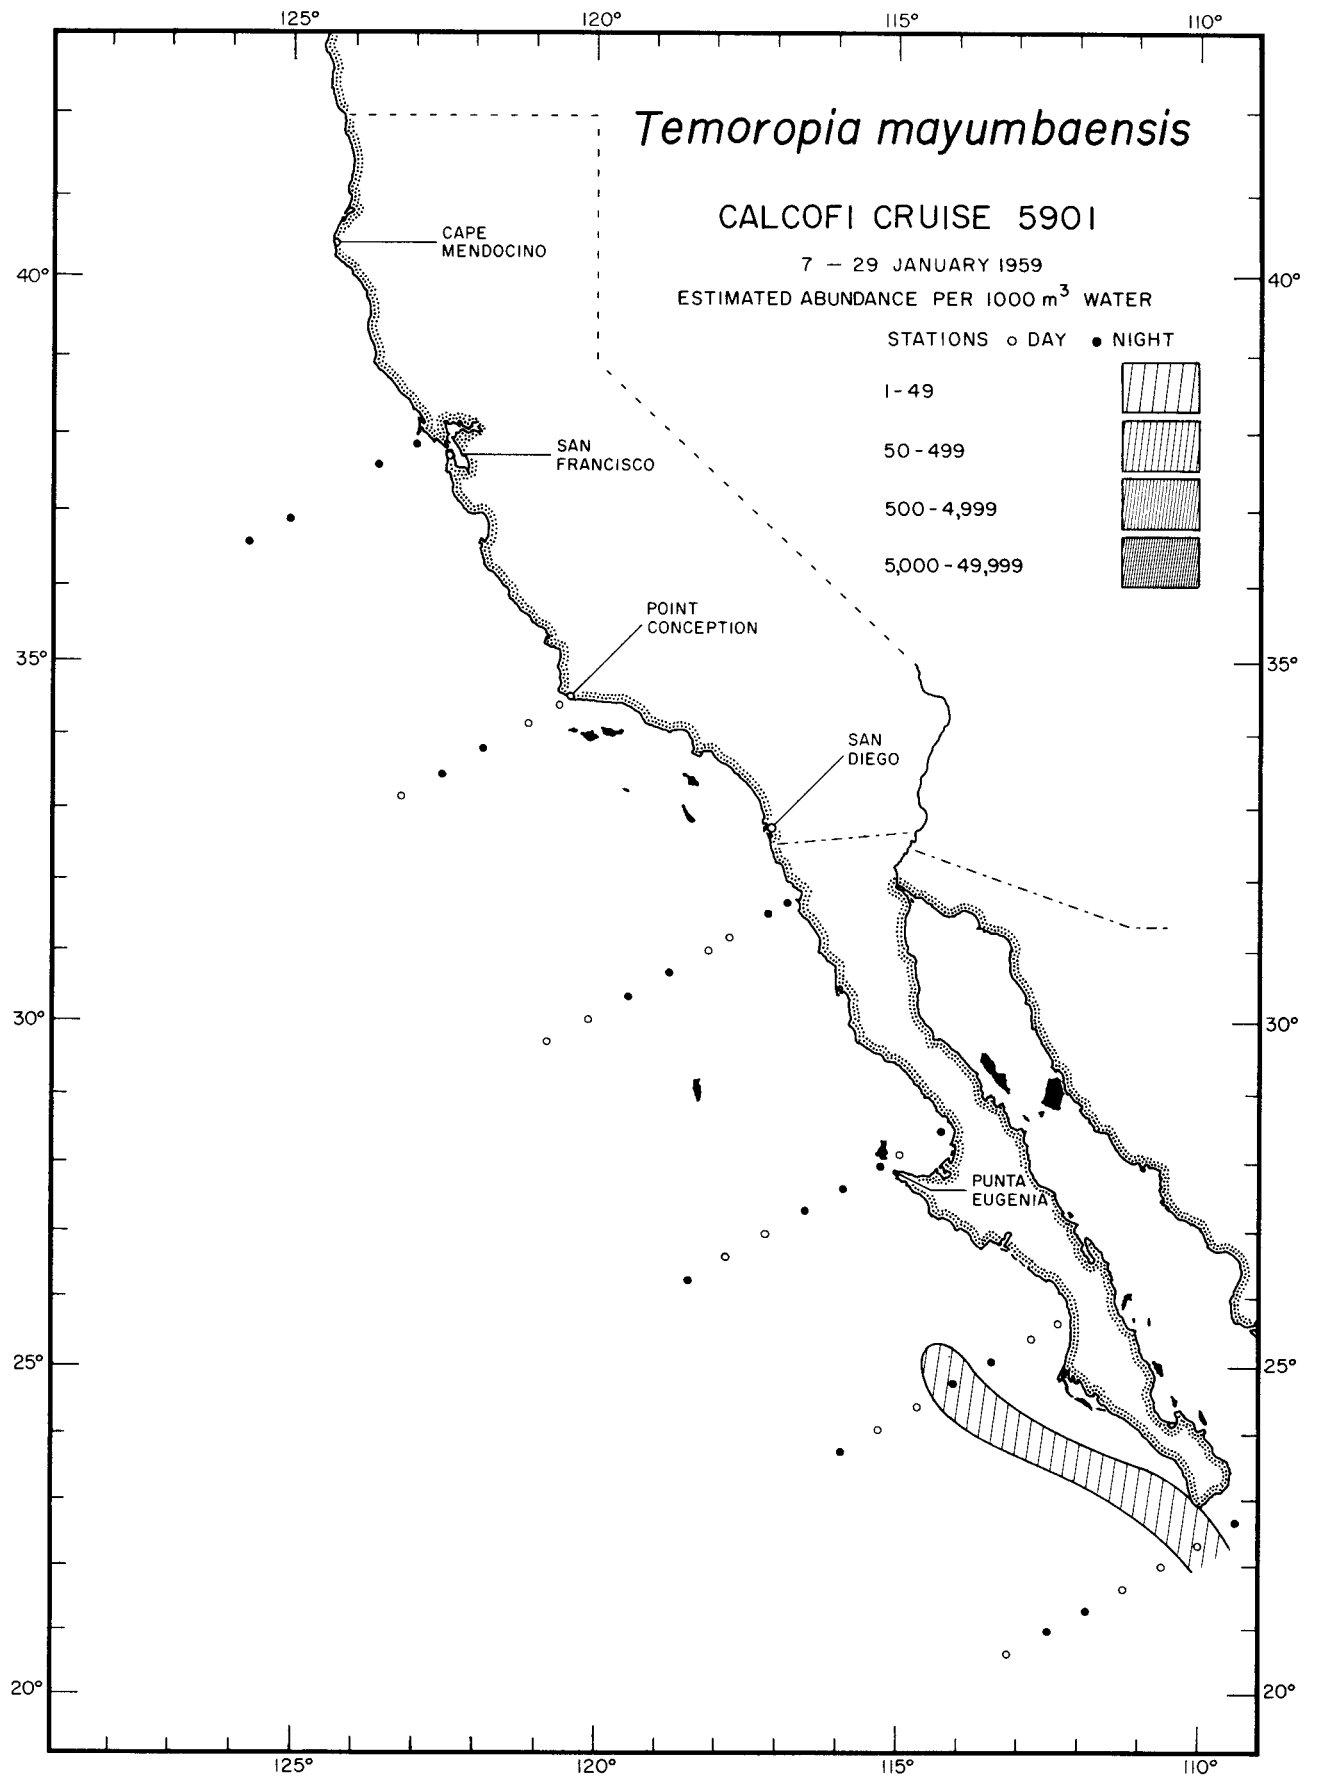 125° 120° 115° 110°
Temoropia mayumbaensis
CALCOFI CRUISE 5901
7 – 29 JANUARY 1959
ESTIMATED ABUNDANCE PER 1000 m³ WATER
STATIONS ○ DAY ● NIGHT
1-49
50-499
500-4,999
5,000-49,999
CAPE
MENDOCINO
40° 40°
SAN
FRANCISCO
POINT
CONCEPTION
35° 35°
SAN
DIEGO
30° 30°
PUNTA
EUGENIA
25° 25°
20° 20°
125° 120° 115° 110°